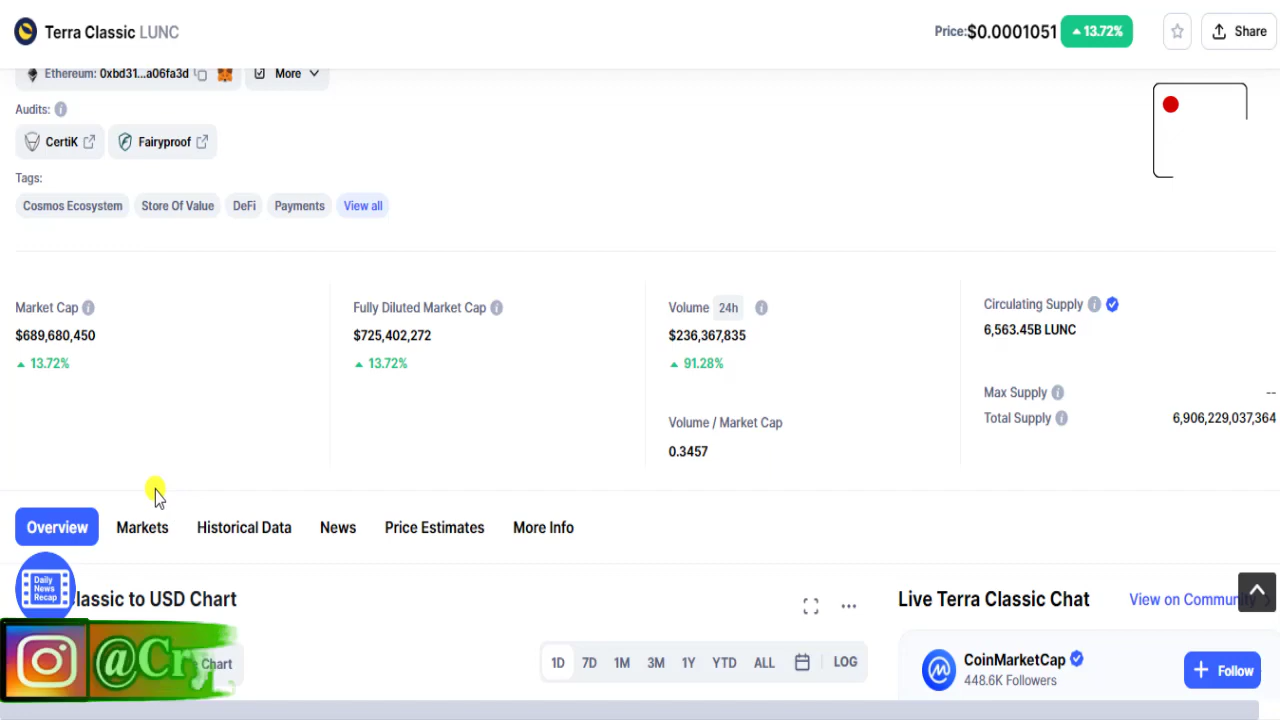 Terra Classic LUNC
Price:$0.0001051 13.72%
Share
Ethereum: 0xbd31...a06fa3d
More
Audits:
CertiK
Fairyproof
Tags:
Cosmos Ecosystem
Store Of Value
DeFi
Payments
View all
Market Cap
$689,680,450
13.72%
Fully Diluted Market Cap
$725,402,272
13.72%
Volume 24h
$236,367,835
91.28%
Volume / Market Cap
0.3457
Circulating Supply
6,563.45B LUNC
Max Supply --
Total Supply 6,906,229,037,364
Overview
Markets
Historical Data
News
Price Estimates
More Info
Daily
News
Recap
lassic to USD Chart
Live Terra Classic Chat
View on Community
@Cry
Chart
1D 7D 1M 3M 1Y YTD ALL LOG
CoinMarketCap
448.6K Followers
+ Follow